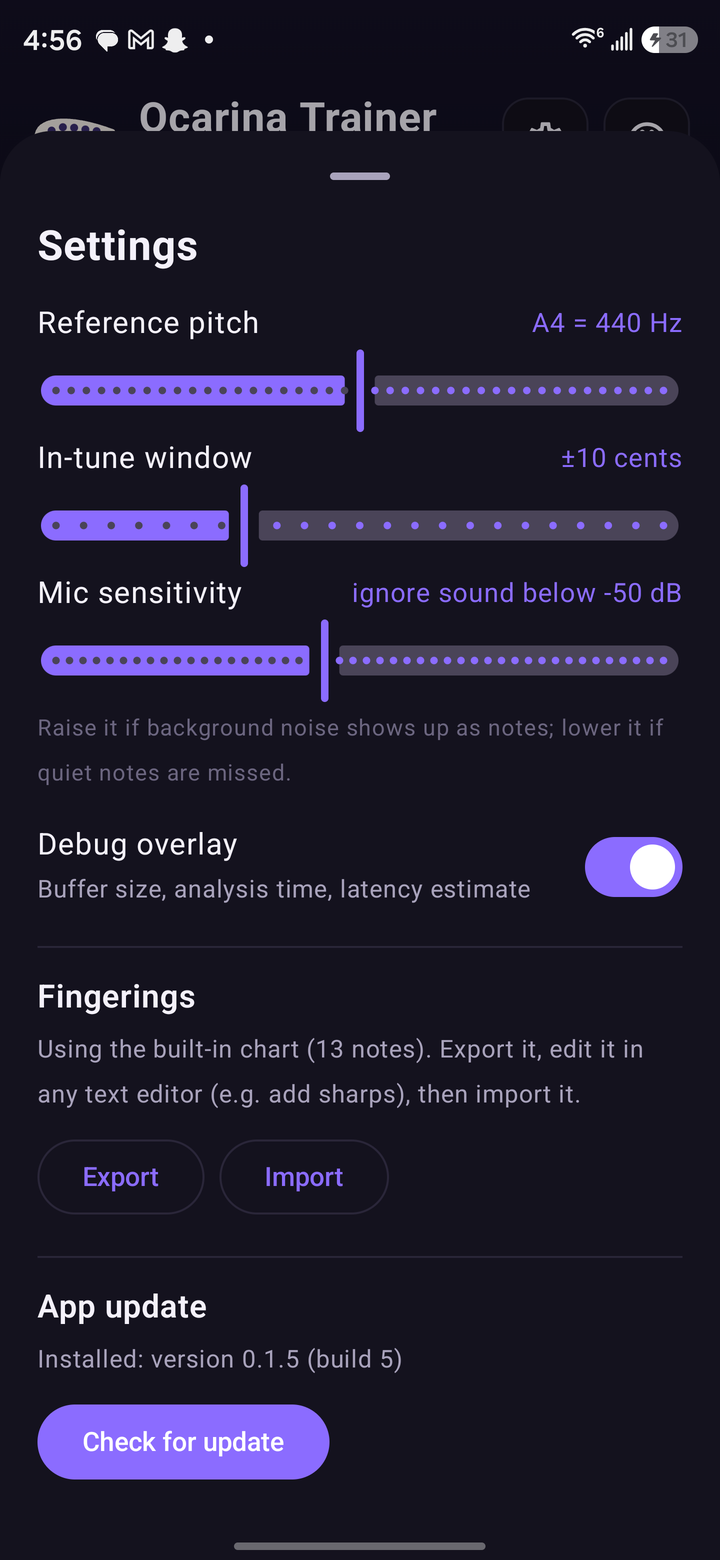 4:56
6
31
Ocarina Trainer
Settings
Reference pitch
A4 = 440 Hz
In-tune window
±10 cents
Mic sensitivity
ignore sound below -50 dB
Raise it if background noise shows up as notes; lower it if
quiet notes are missed.
Debug overlay
Buffer size, analysis time, latency estimate
Fingerings
Using the built-in chart (13 notes). Export it, edit it in
any text editor (e.g. add sharps), then import it.
Export
Import
App update
Installed: version 0.1.5 (build 5)
Check for update